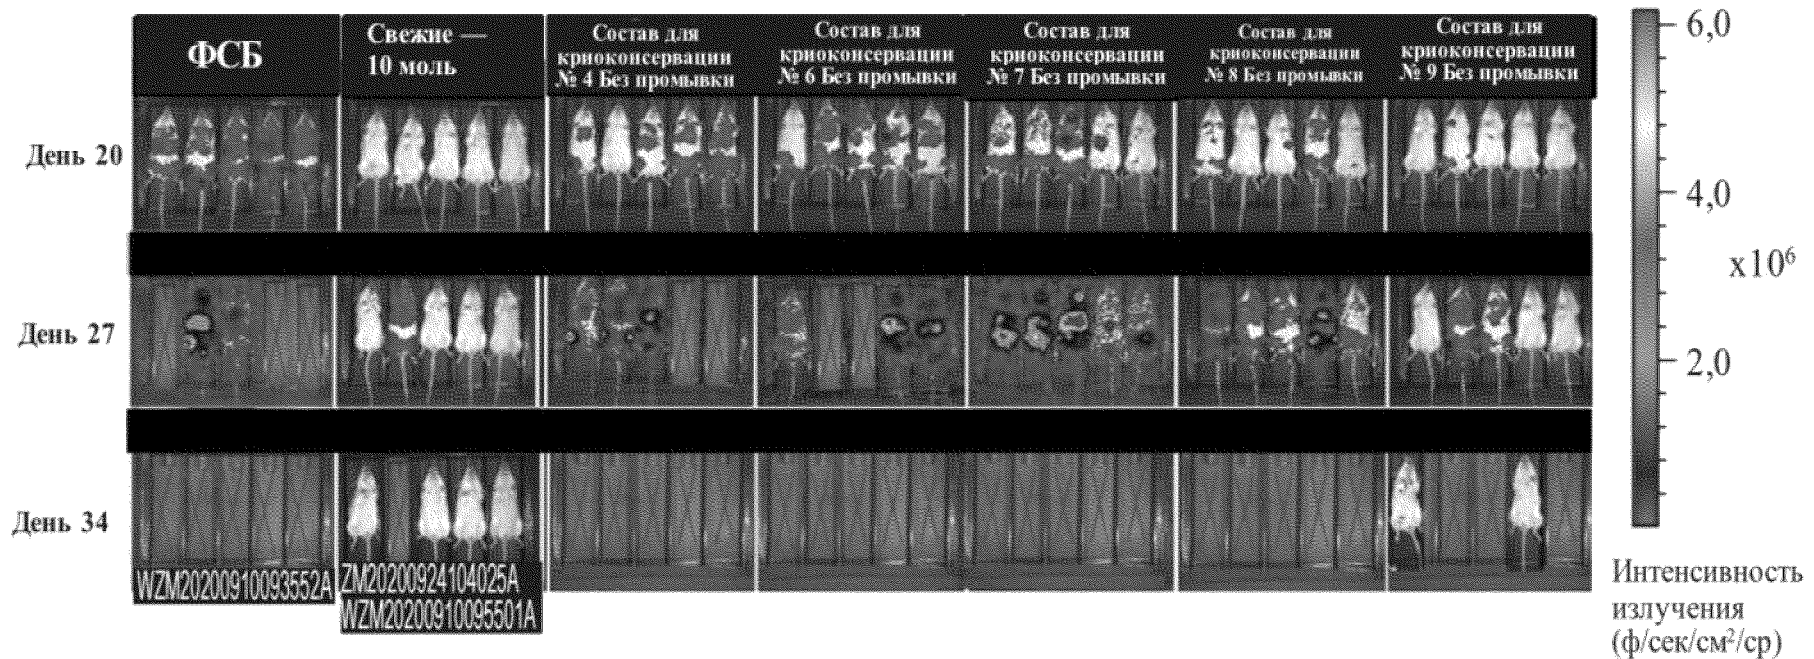 ФСБ
Свежие —
10 моль
Состав для
криоконсервации
№ 4 Без промывки
Состав для
криоконсервации
№ 6 Без промывки
Состав для
криоконсервации
№ 7 Без промывки
Состав для
криоконсервации
№ 8 Без промывки
Состав для
криоконсервации
№ 9 Без промывки
День 20
День 27
День 34
WZM20200910093552A
ZM20200924104025A
WZM20200910095501A
6,0
4,0
x10⁶
2,0
Интенсивность
излучения
(ф/сек/см²/ср)